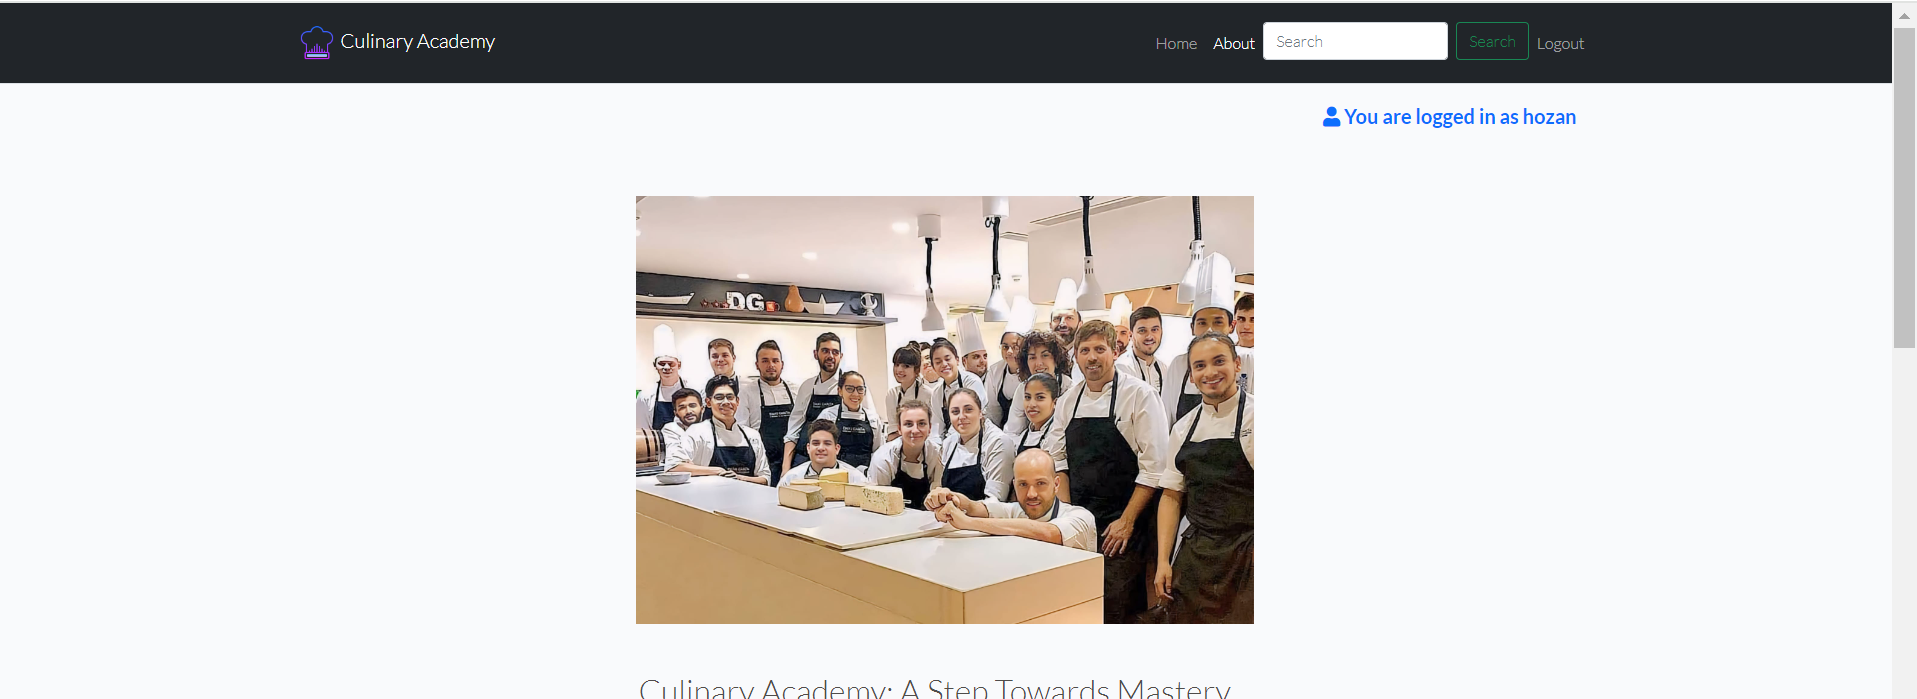 Culinary Academy
Home About Search Search Logout
You are logged in as hozan
DG
Culinary Academy: A Step Towards Mastery